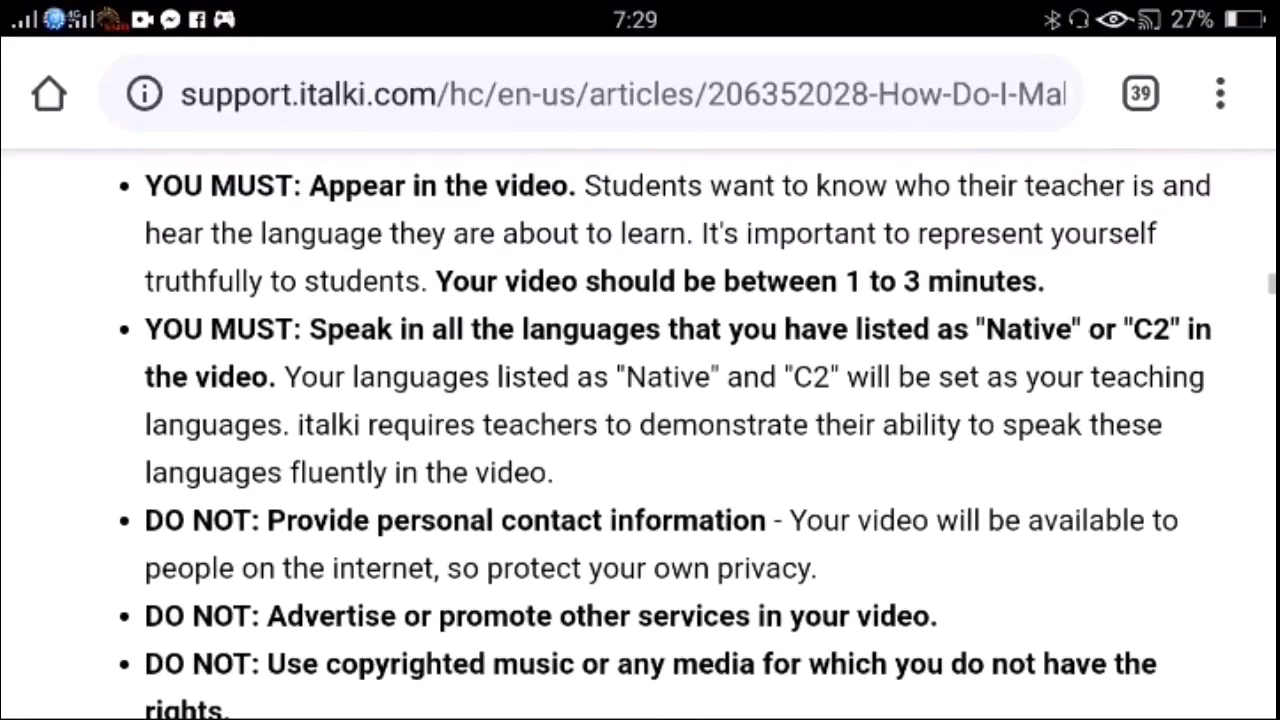 7:29
27%
support.italki.com/hc/en-us/articles/206352028-How-Do-I-Mal
39
• YOU MUST: Appear in the video. Students want to know who their teacher is and
hear the language they are about to learn. It's important to represent yourself
truthfully to students. Your video should be between 1 to 3 minutes.
• YOU MUST: Speak in all the languages that you have listed as "Native" or "C2" in
the video. Your languages listed as "Native" and "C2" will be set as your teaching
languages. italki requires teachers to demonstrate their ability to speak these
languages fluently in the video.
• DO NOT: Provide personal contact information - Your video will be available to
people on the internet, so protect your own privacy.
• DO NOT: Advertise or promote other services in your video.
• DO NOT: Use copyrighted music or any media for which you do not have the
rights.